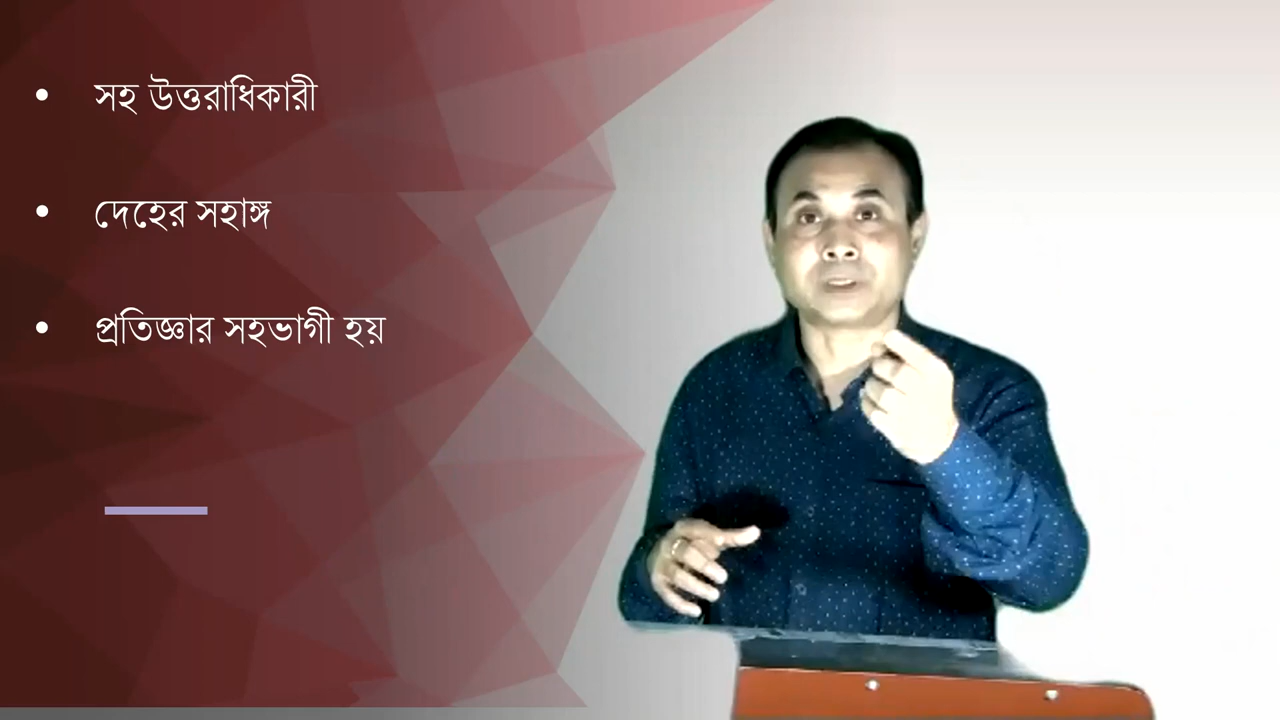 • সহ উত্তরাধিকারী
• দেহের সহাঙ্গ
• প্রতিজ্ঞার সহভাগী হয়